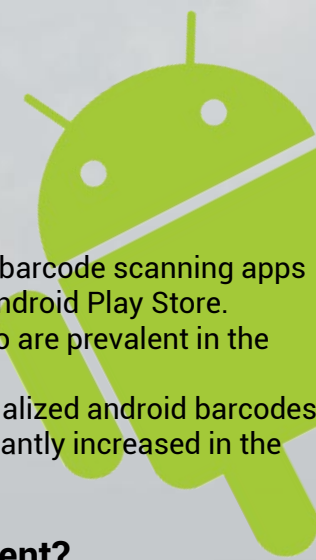 barcode scanning apps
ndroid Play Store.
o are prevalent in the
alized android barcodes
antly increased in the
ent?